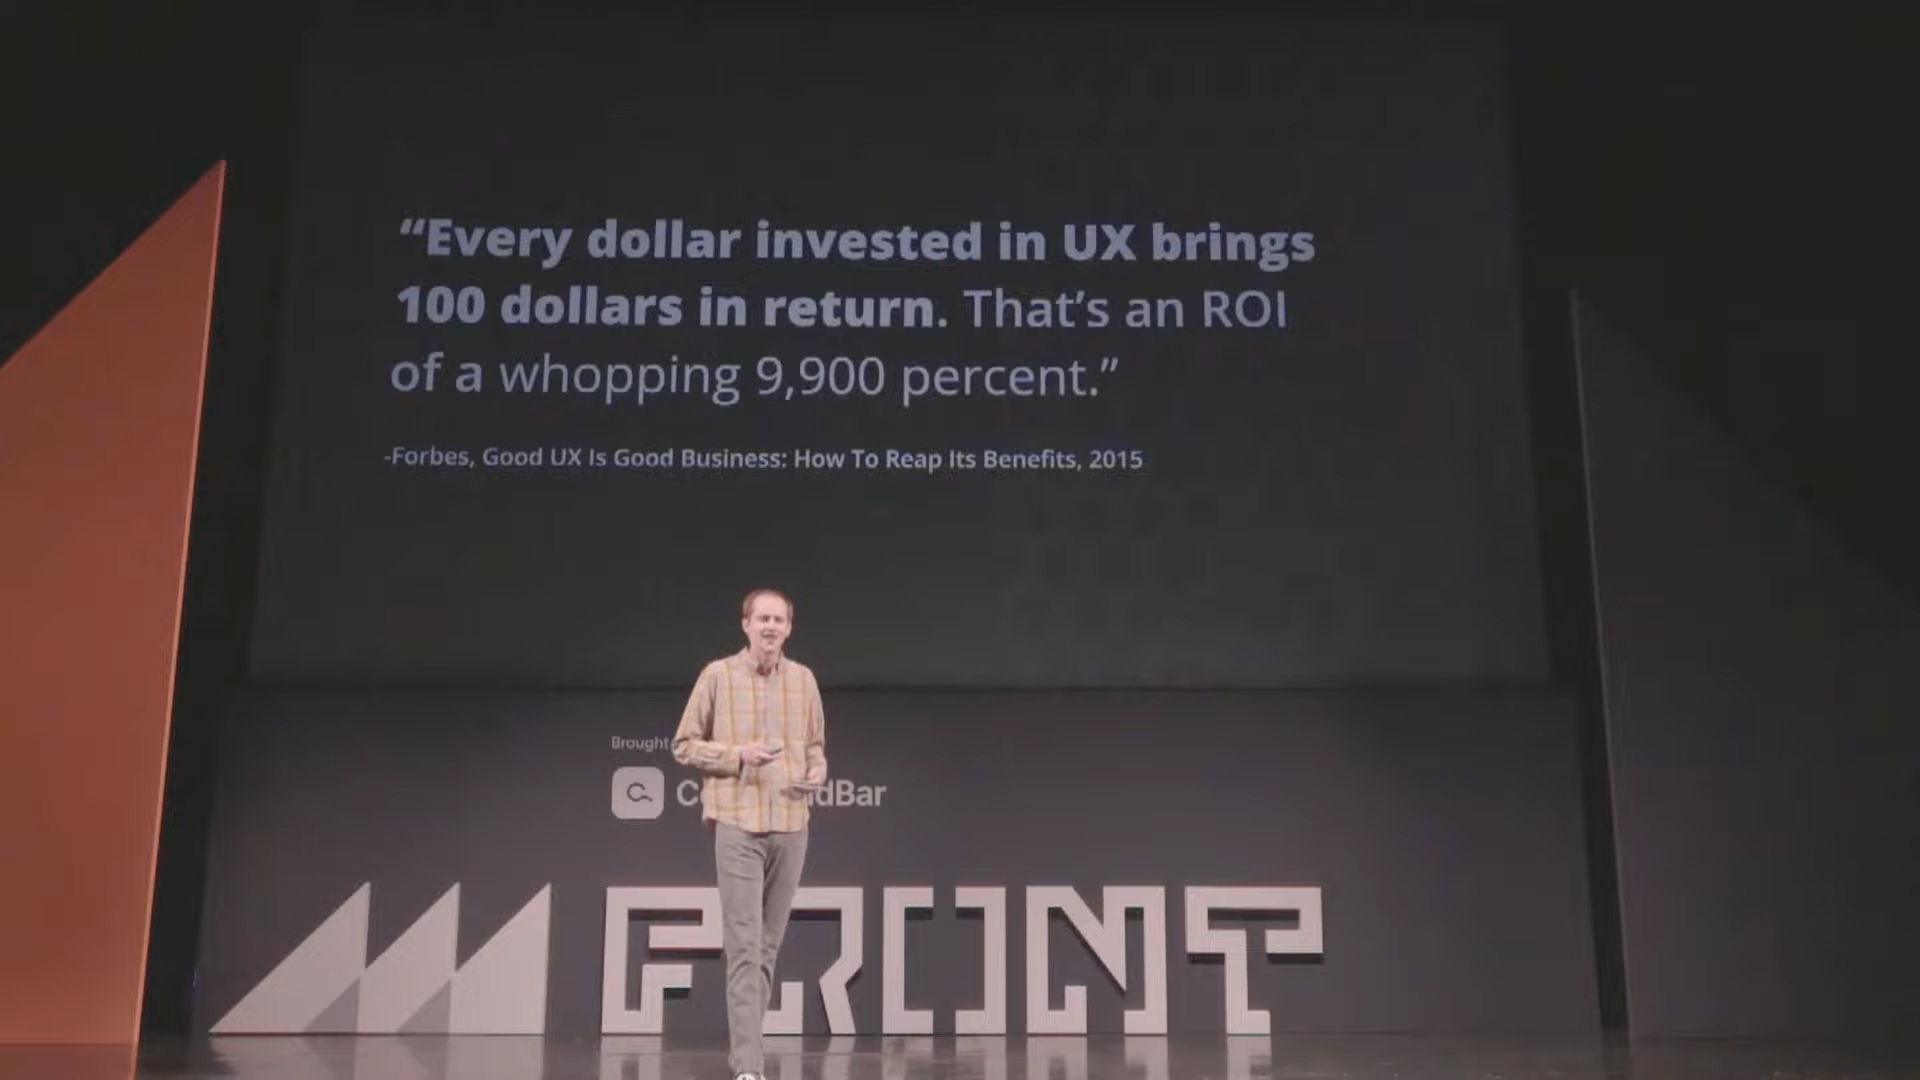 “Every dollar invested in UX brings
100 dollars in return. That’s an ROI
of a whopping 9,900 percent.”
-Forbes, Good UX Is Good Business: How To Reap Its Benefits, 2015
Brought
FRONT